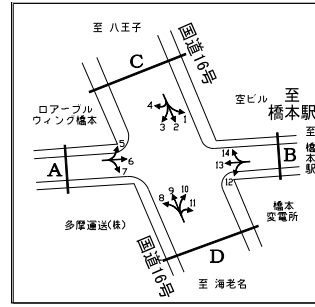 至 八王子
国道16号
C
ロアーブル
ウィング橋本
空ビル
至
橋本駅
至
橋
本
駅
4
3
2
1
5
6
7
A
14
13
12
B
8
9
10
11
多摩運送(株)
橋本
変電所
D
国道16号
至 海老名